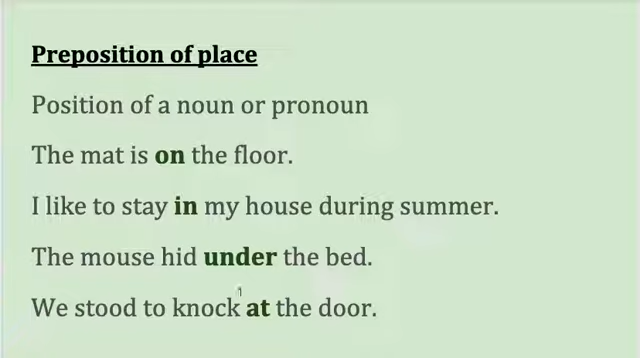 Preposition of place
Position of a noun or pronoun
The mat is on the floor.
I like to stay in my house during summer.
The mouse hid under the bed.
We stood to knock at the door.